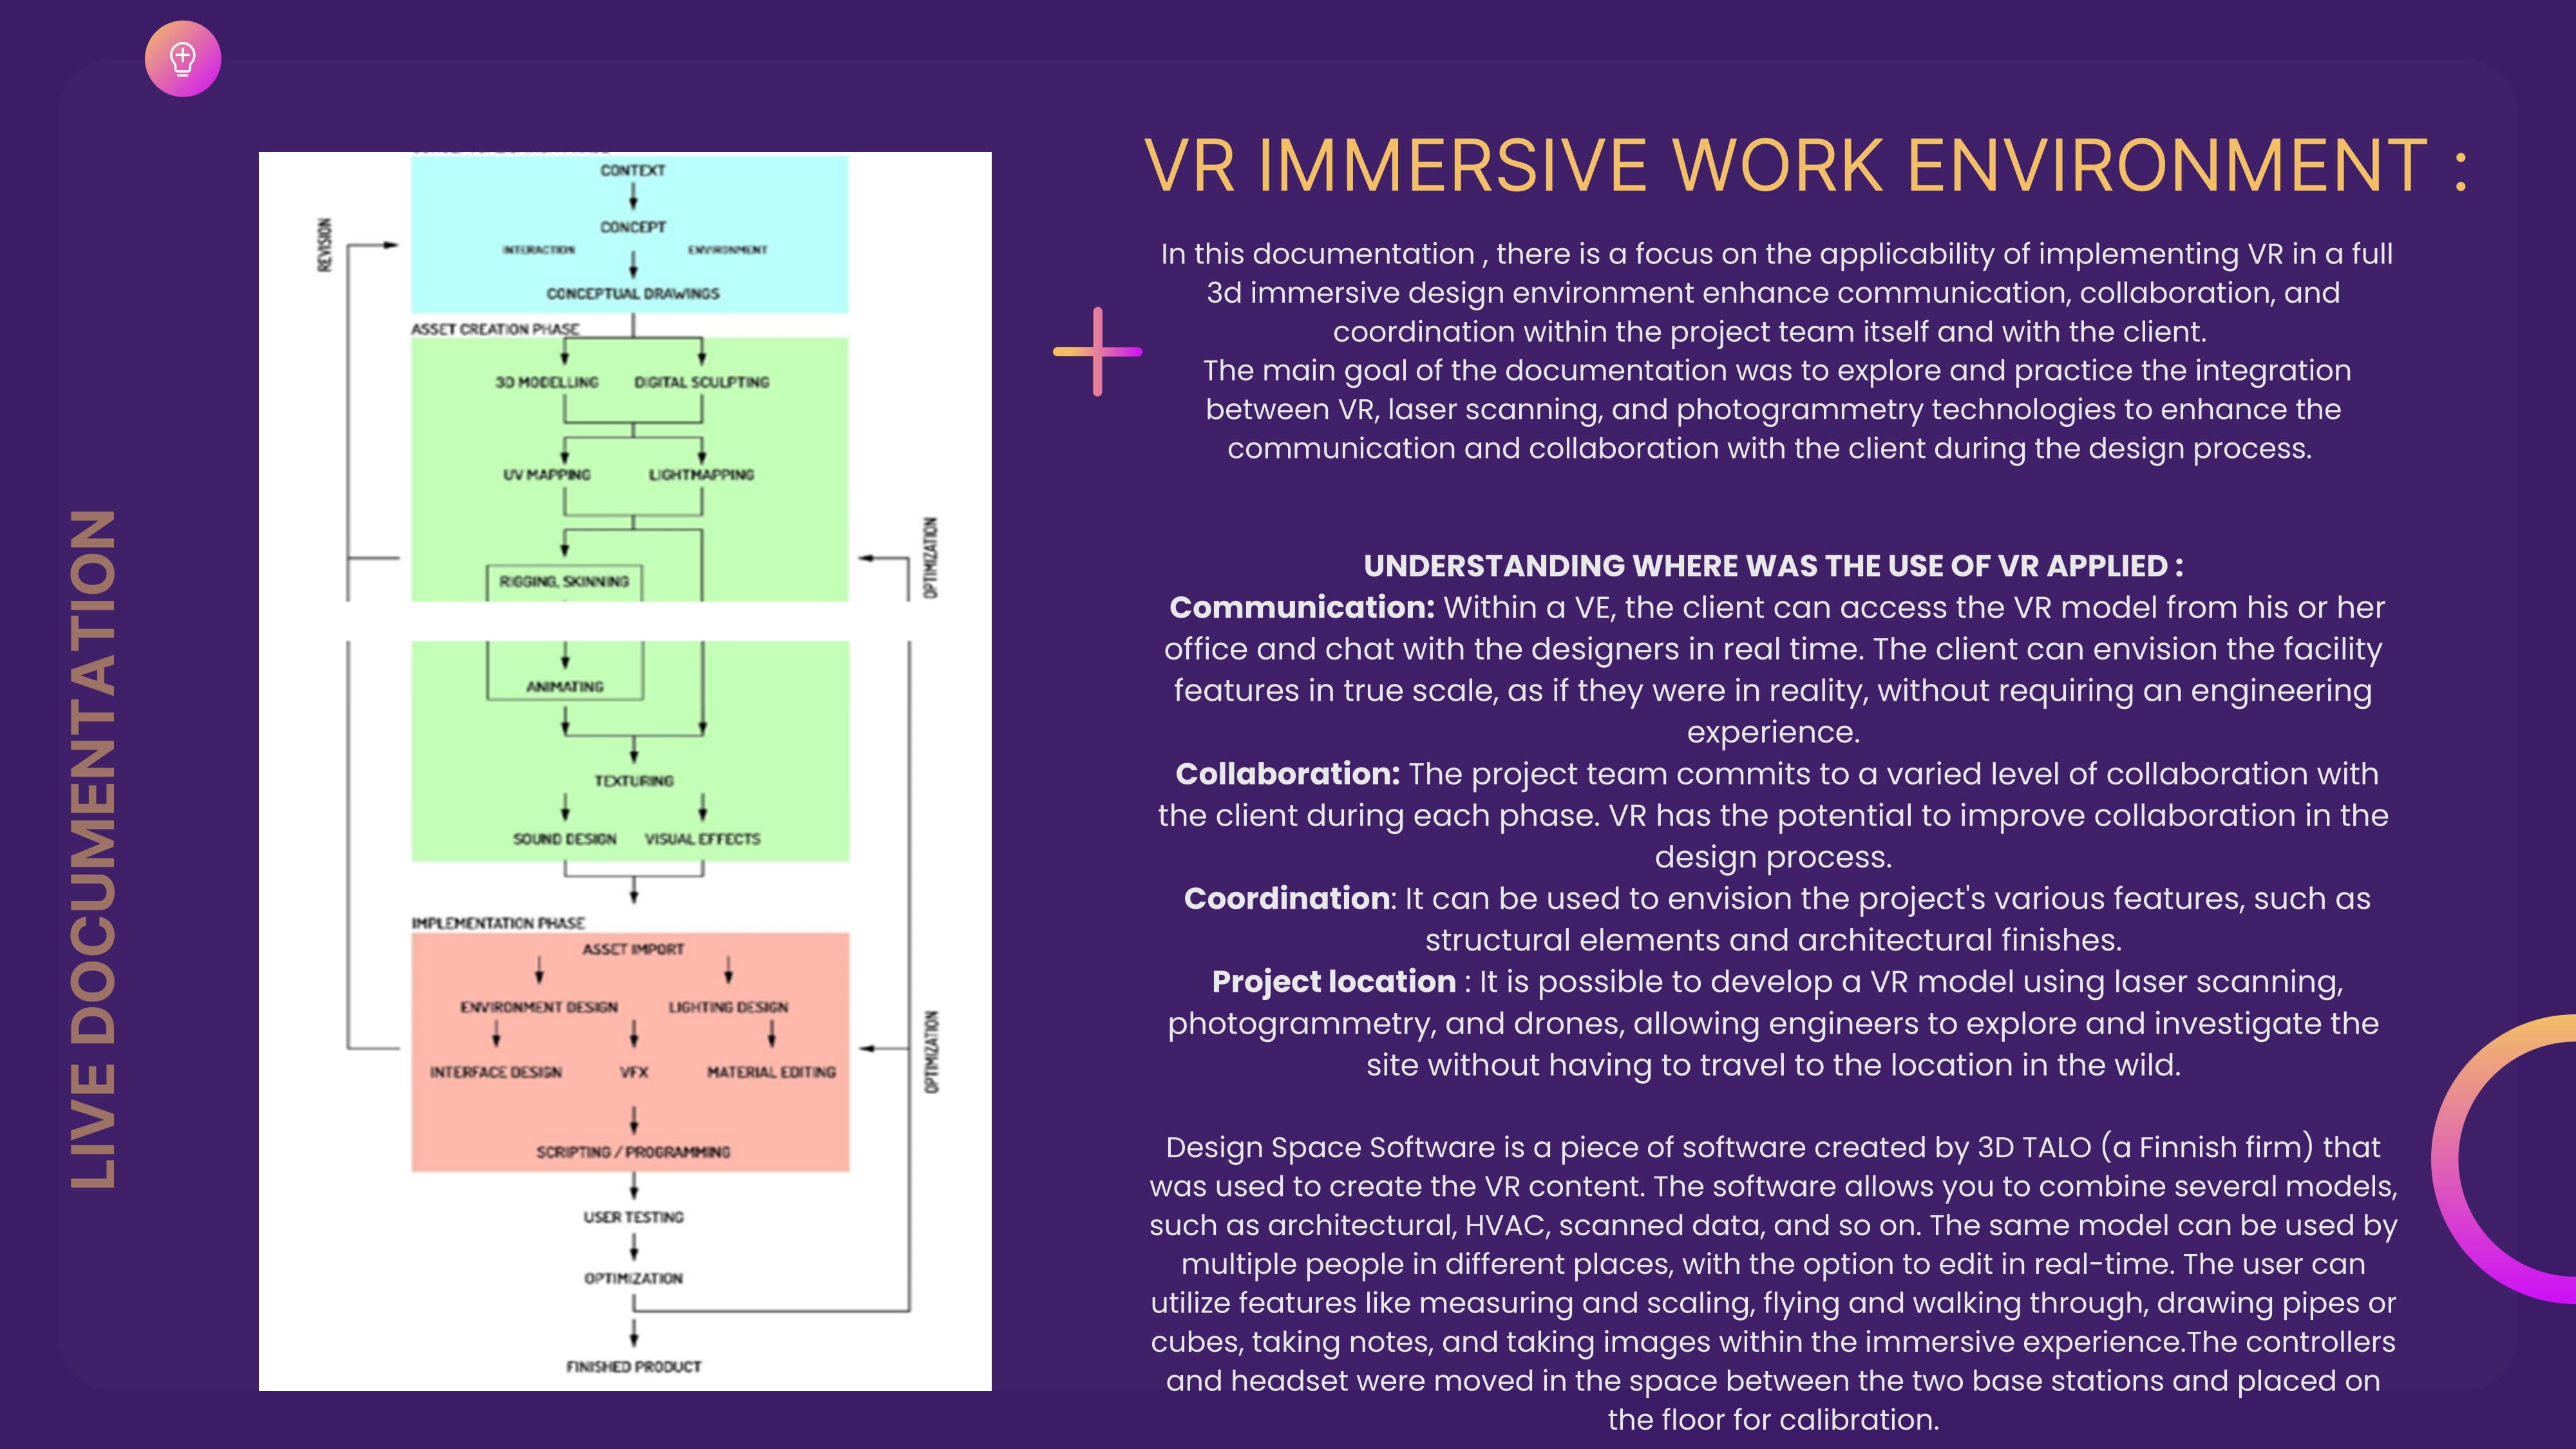 LIVE DOCUMENTATION
REVISION
CONTEXT
CONCEPT
INTERACTION ENVIRONMENT
CONCEPTUAL DRAWINGS
ASSET CREATION PHASE
3D MODELLING DIGITAL SCULPTING
UV MAPPING LIGHTMAPPING
RIGGING, SKINNING
OPTIMIZATION
ANIMATING
TEXTURING
SOUND DESIGN VISUAL EFFECTS
IMPLEMENTATION PHASE
ASSET IMPORT
ENVIRONMENT DESIGN LIGHTING DESIGN
INTERFACE DESIGN VFX MATERIAL EDITING
OPTIMIZATION
SCRIPTING / PROGRAMMING
USER TESTING
OPTIMIZATION
FINISHED PRODUCT
VR IMMERSIVE WORK ENVIRONMENT :
In this documentation , there is a focus on the applicability of implementing VR in a full
3d immersive design environment enhance communication, collaboration, and
coordination within the project team itself and with the client.
The main goal of the documentation was to explore and practice the integration
between VR, laser scanning, and photogrammetry technologies to enhance the
communication and collaboration with the client during the design process.
UNDERSTANDING WHERE WAS THE USE OF VR APPLIED :
Communication: Within a VE, the client can access the VR model from his or her
office and chat with the designers in real time. The client can envision the facility
features in true scale, as if they were in reality, without requiring an engineering
experience.
Collaboration: The project team commits to a varied level of collaboration with
the client during each phase. VR has the potential to improve collaboration in the
design process.
Coordination: It can be used to envision the project's various features, such as
structural elements and architectural finishes.
Project location : It is possible to develop a VR model using laser scanning,
photogrammetry, and drones, allowing engineers to explore and investigate the
site without having to travel to the location in the wild.
Design Space Software is a piece of software created by 3D TALO (a Finnish firm) that
was used to create the VR content. The software allows you to combine several models,
such as architectural, HVAC, scanned data, and so on. The same model can be used by
multiple people in different places, with the option to edit in real-time. The user can
utilize features like measuring and scaling, flying and walking through, drawing pipes or
cubes, taking notes, and taking images within the immersive experience.The controllers
and headset were moved in the space between the two base stations and placed on
the floor for calibration.